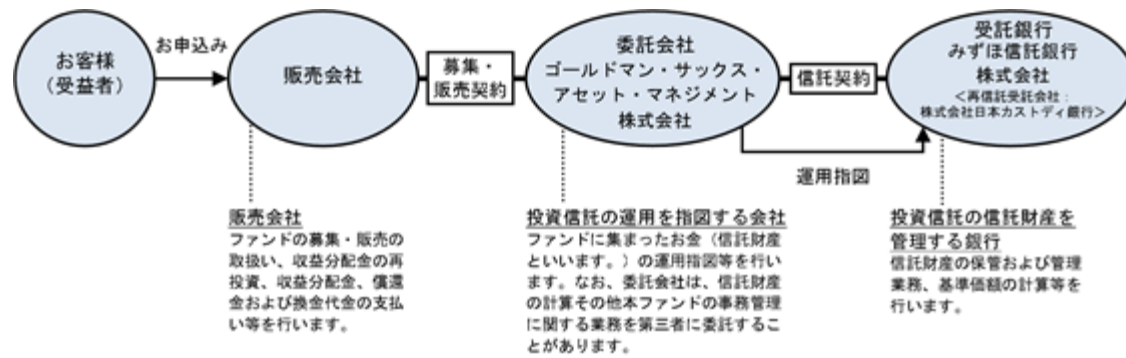 お客様
（受益者）
お申込み
販売会社
募集・
販売契約
委託会社
ゴールドマン・サックス・
アセット・マネジメント
株式会社
信託契約
受託銀行
みずほ信託銀行
株式会社
＜再信託受託会社：
株式会社日本カストディ銀行＞
運用指図
販売会社
ファンドの募集・販売の
取扱い、収益分配金の再
投資、収益分配金、償還
金および換金代金の支払
い等を行います。
投資信託の運用を指図する会社
ファンドに集まったお金（信託財産
といいます。）の運用指図等を行い
ます。なお、委託会社は、信託財産
の計算その他本ファンドの事務管理
に関する業務を第三者に委託するこ
とがあります。
投資信託の信託財産を
管理する銀行
信託財産の保管および管理
業務、基準価額の計算等を
行います。